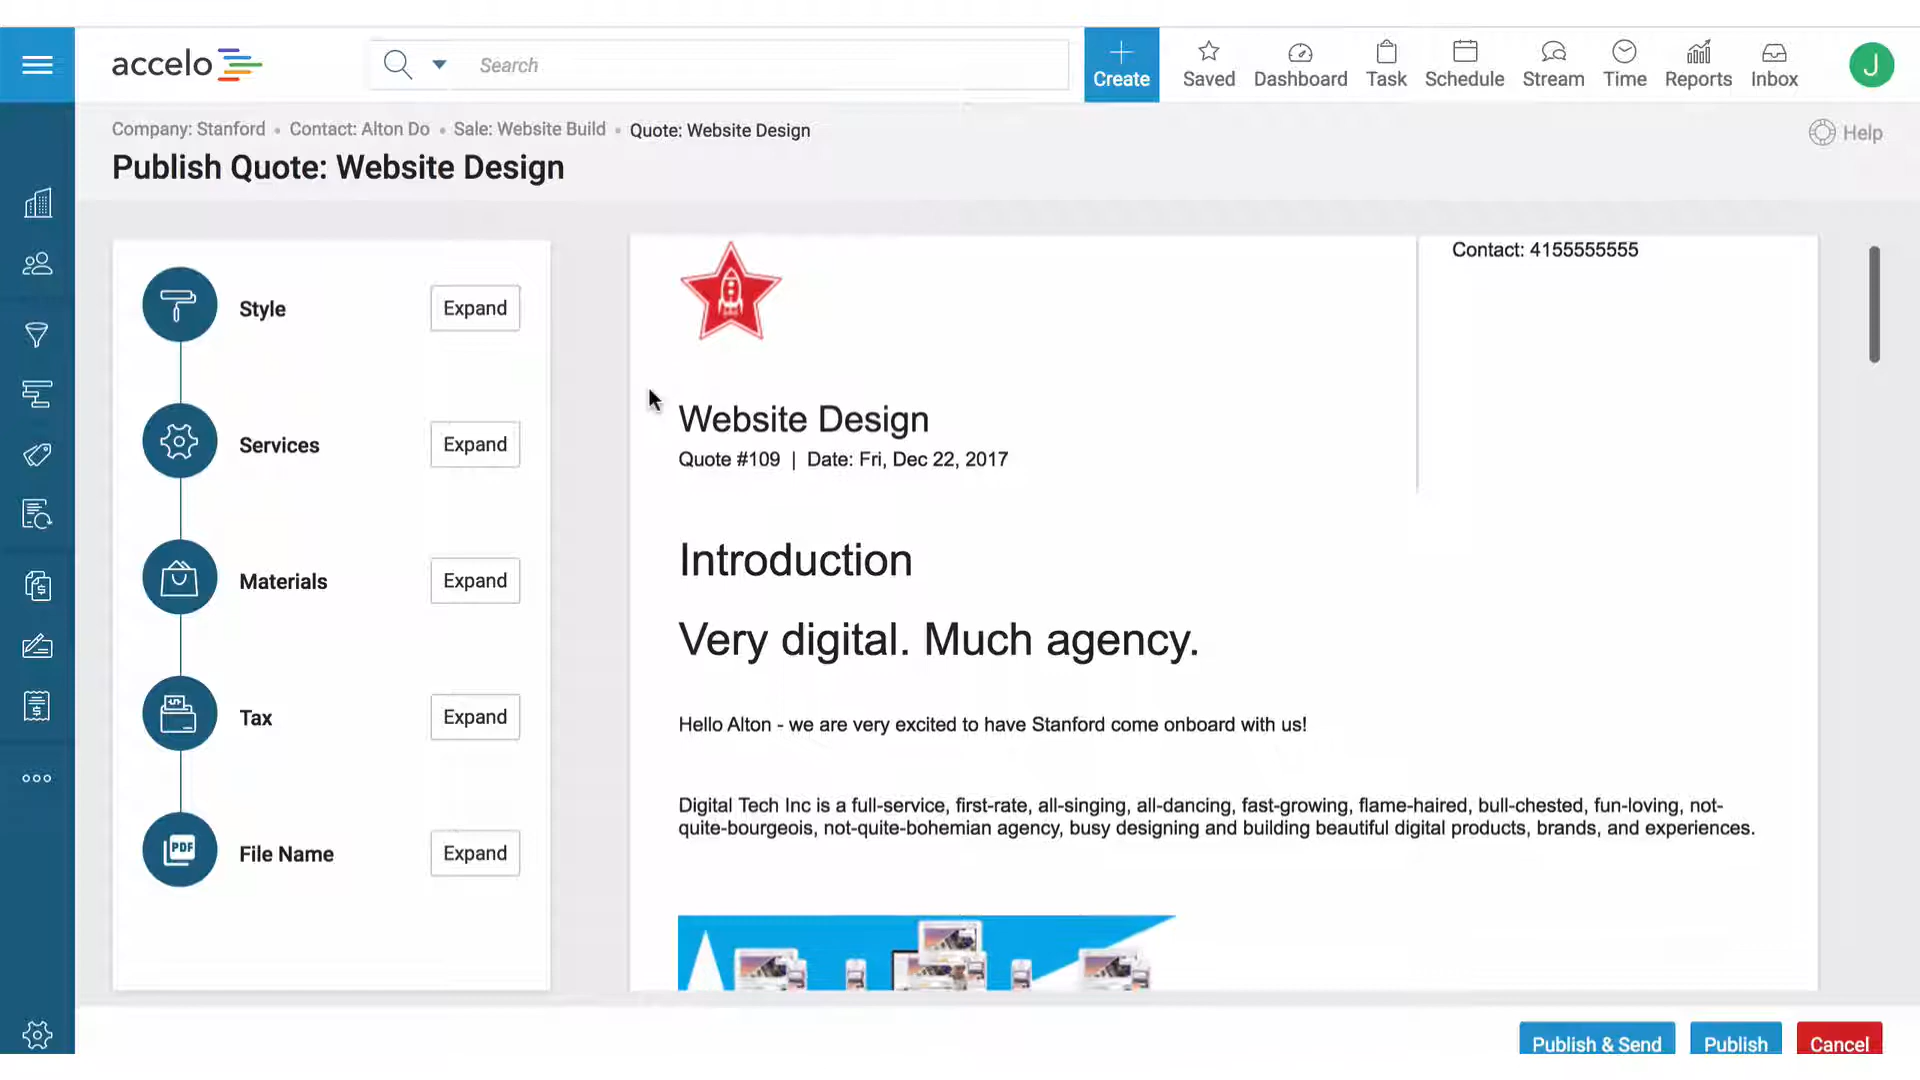 accelo
Search
Create
Saved
Dashboard
Task
Schedule
Stream
Time
Reports
Inbox
J
Company: Stanford • Contact: Alton Do • Sale: Website Build • Quote: Website Design
Help
Publish Quote: Website Design
Style
Expand
Services
Expand
Materials
Expand
Tax
Expand
PDF
File Name
Expand
Contact: 4155555555
Website Design
Quote #109 | Date: Fri, Dec 22, 2017
Introduction
Very digital. Much agency.
Hello Alton - we are very excited to have Stanford come onboard with us!
Digital Tech Inc is a full-service, first-rate, all-singing, all-dancing, fast-growing, flame-haired, bull-chested, fun-loving, not-
quite-bourgeois, not-quite-bohemian agency, busy designing and building beautiful digital products, brands, and experiences.
Publish & Send
Publish
Cancel